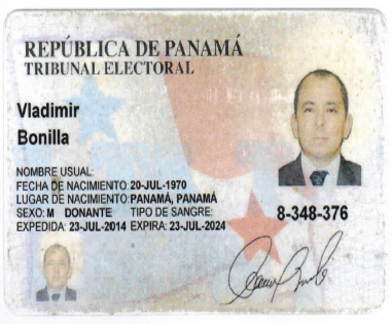 REPÚBLICA DE PANAMÁ
TRIBUNAL ELECTORAL
Vladimir
Bonilla
NOMBRE USUAL:
FECHA DE NACIMIENTO: 20-JUL-1970
LUGAR DE NACIMIENTO: PANAMÁ, PANAMÁ
SEXO: M DONANTE TIPO DE SANGRE:
EXPEDIDA: 23-JUL-2014 EXPIRA: 23-JUL-2024
8-348-376